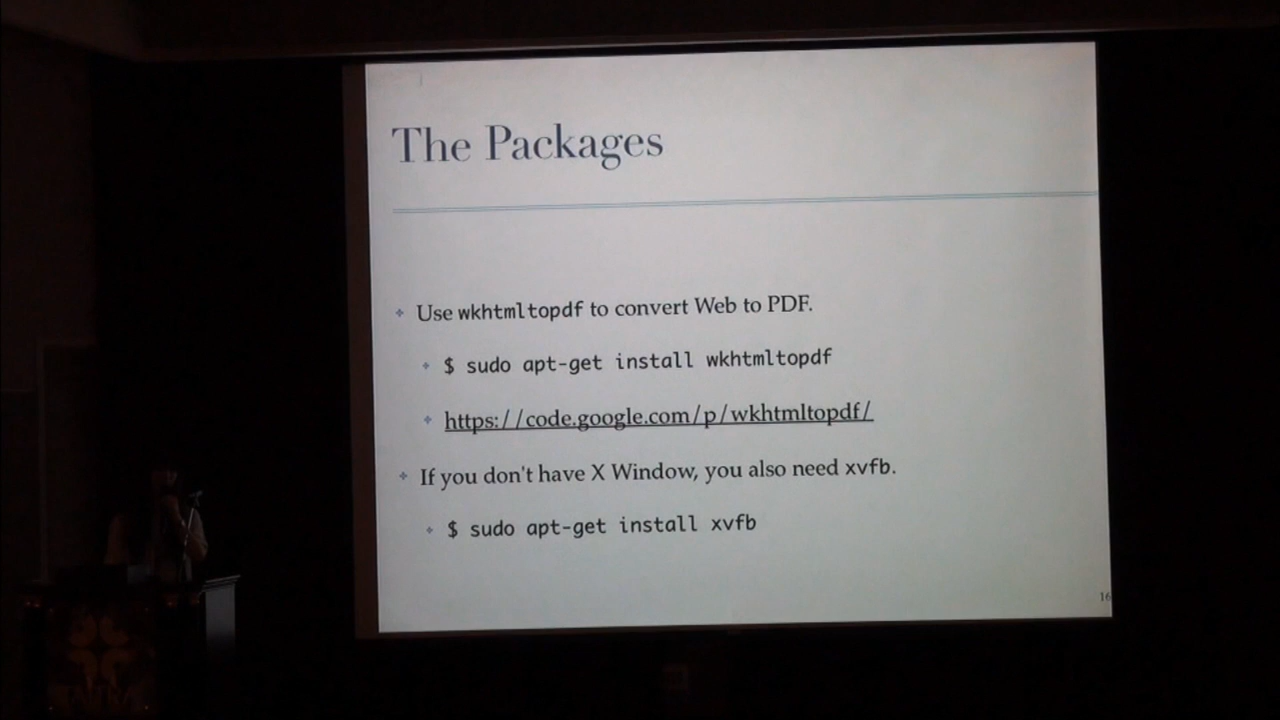 The Packages
Use wkhtmltopdf to convert Web to PDF.
$ sudo apt-get install wkhtmltopdf
https://code.google.com/p/wkhtmltopdf/
If you don't have X Window, you also need xvfb.
$ sudo apt-get install xvfb
16